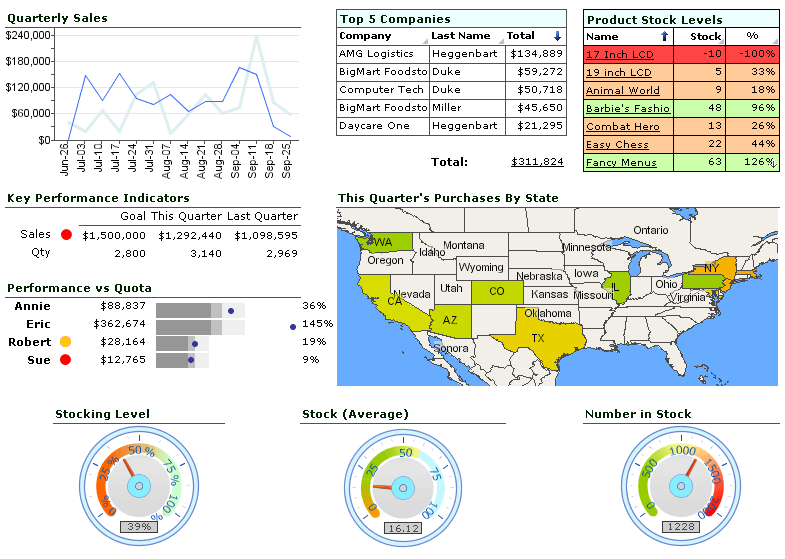 Quarterly Sales
$240,000
$180,000
$120,000
$60,000
$0
Jun-26
Jul-03
Jul-10
Jul-17
Jul-24
Jul-31
Aug-07
Aug-14
Aug-21
Aug-28
Sep-04
Sep-11
Sep-18
Sep-25
Top 5 Companies
Company Last Name Total
AMG Logistics Heggenbart $134,889
BigMart Foodsto Duke $59,272
Computer Tech Duke $50,718
BigMart Foodsto Miller $45,650
Daycare One Heggenbart $21,295
Total: $311,824
Product Stock Levels
Name Stock %
17 Inch LCD -10 -100%
19 inch LCD 5 33%
Animal World 9 18%
Barbie's Fashio 48 96%
Combat Hero 13 26%
Easy Chess 22 44%
Fancy Menus 63 126%
Key Performance Indicators
Goal This Quarter Last Quarter
Sales $1,500,000 $1,292,440 $1,098,595
Qty 2,800 3,140 2,969
Performance vs Quota
Annie $88,837 36%
Eric $362,674 145%
Robert $28,164 19%
Sue $12,765 9%
This Quarter's Purchases By State
Ontario
WA
Montana
Minnesota
Idaho
Oregon
Wyoming
NY
Nebraska
Iowa
Utah
Ohio
IL
Nevada
CO
Kansas
Missouri
Virginia
CA
AZ
Oklahoma
TX
Sonora
Stocking Level
0 %
25 %
50 %
75 %
100 %
39%
Stock (Average)
0
25
50
75
100
16.12
Number in Stock
0
500
1000
1500
2000
1228